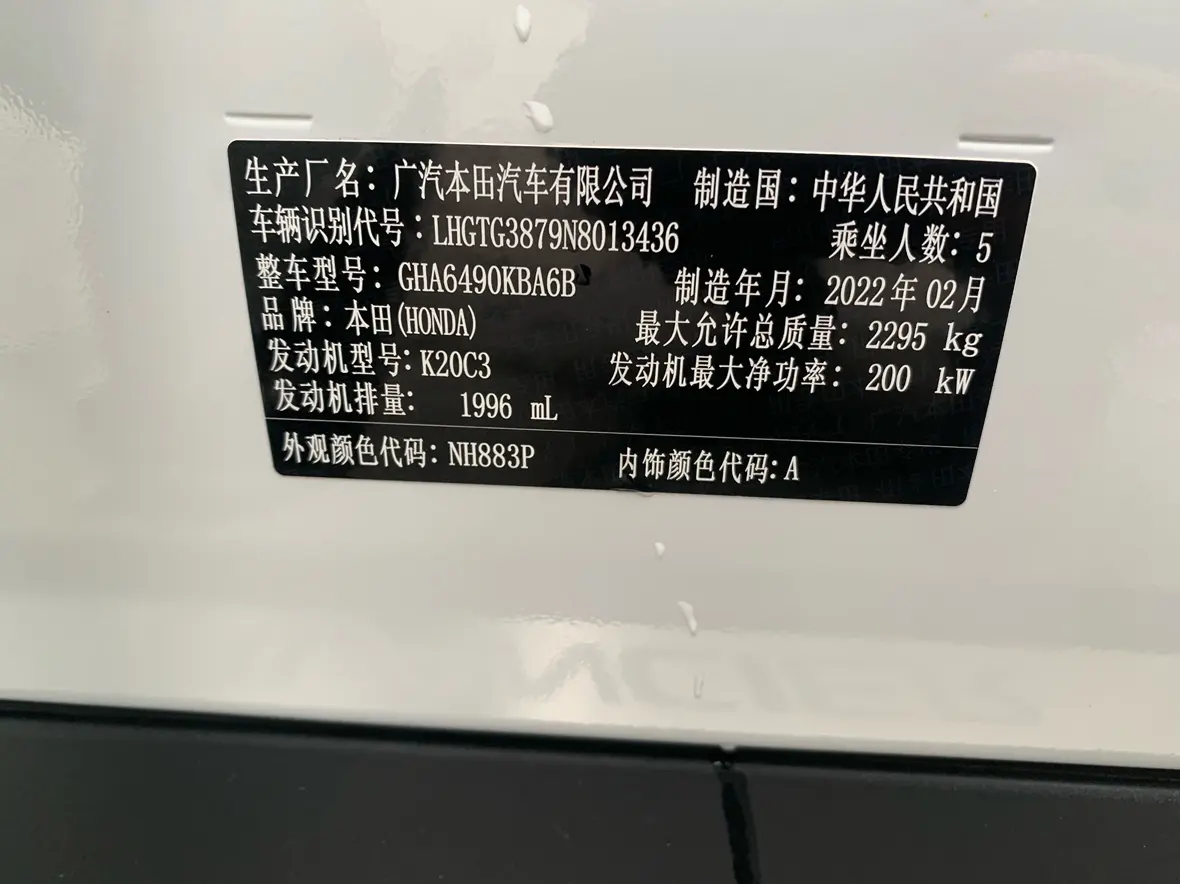 生产厂名：广汽本田汽车有限公司 制造国：中华人民共和国
车辆识别代号：LHGTG3879N8013436 乘坐人数：5
整车型号：GHA6490KBA6B 制造年月：2022年02月
品牌：本田(HONDA) 最大允许总质量：2295 kg
发动机型号：K20C3 发动机最大净功率：200 kW
发动机排量： 1996 mL
外观颜色代码：NH883P 内饰颜色代码：A